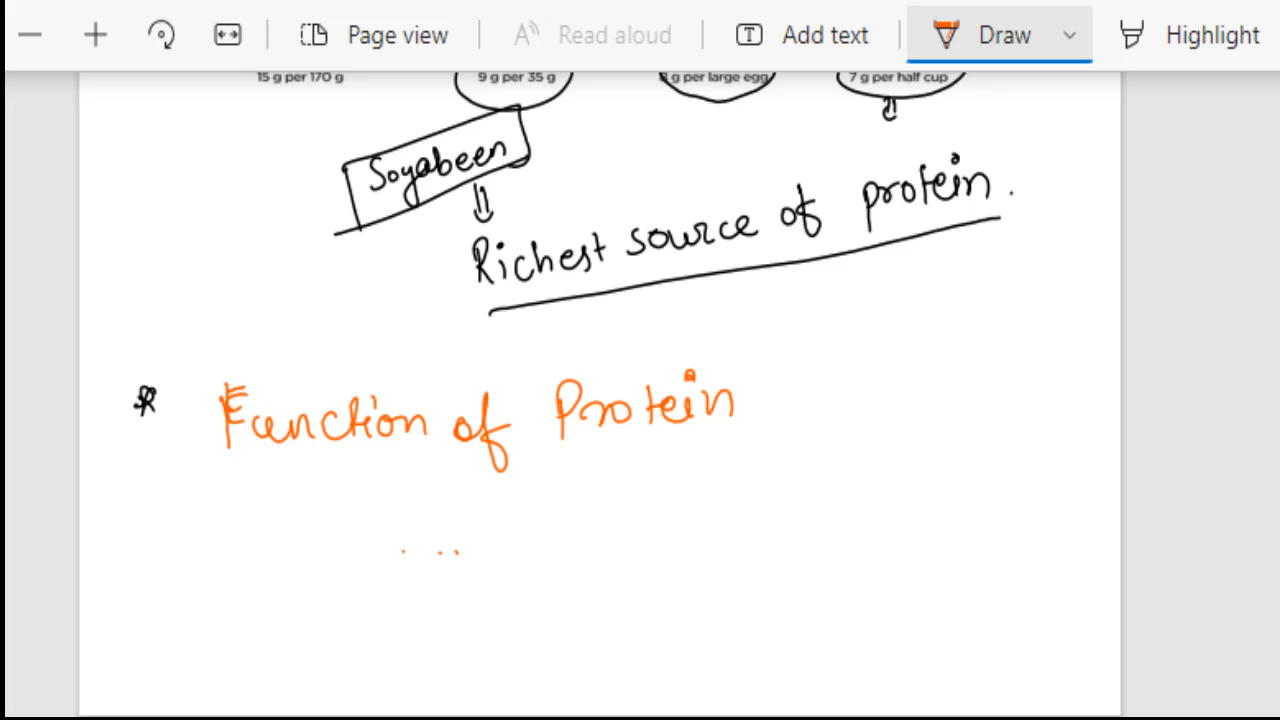 Page view Read aloud Add text Draw Highlight
15 g per 170 g 9 g per 35 g g per large egg 7 g per half cup
Soyabeen
Richest source of protein.
* Function of Protein